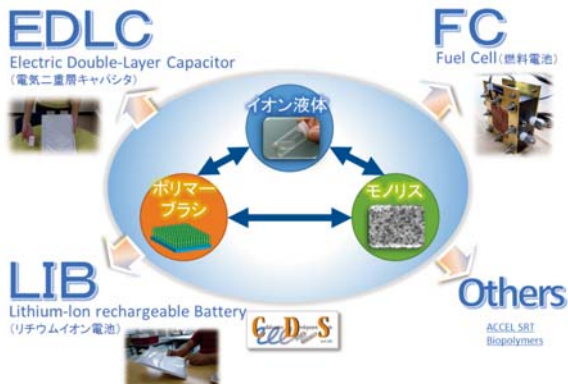 EDLC
Electric Double-Layer Capacitor
(電気二重層キャパシタ)
FC
Fuel Cell(燃料電池)
イオン液体
ポリマー
ブラシ
モノリス
LIB
Lithium-Ion rechargeable Battery
(リチウムイオン電池)
Others
ACCEL SRT
Biopolymers